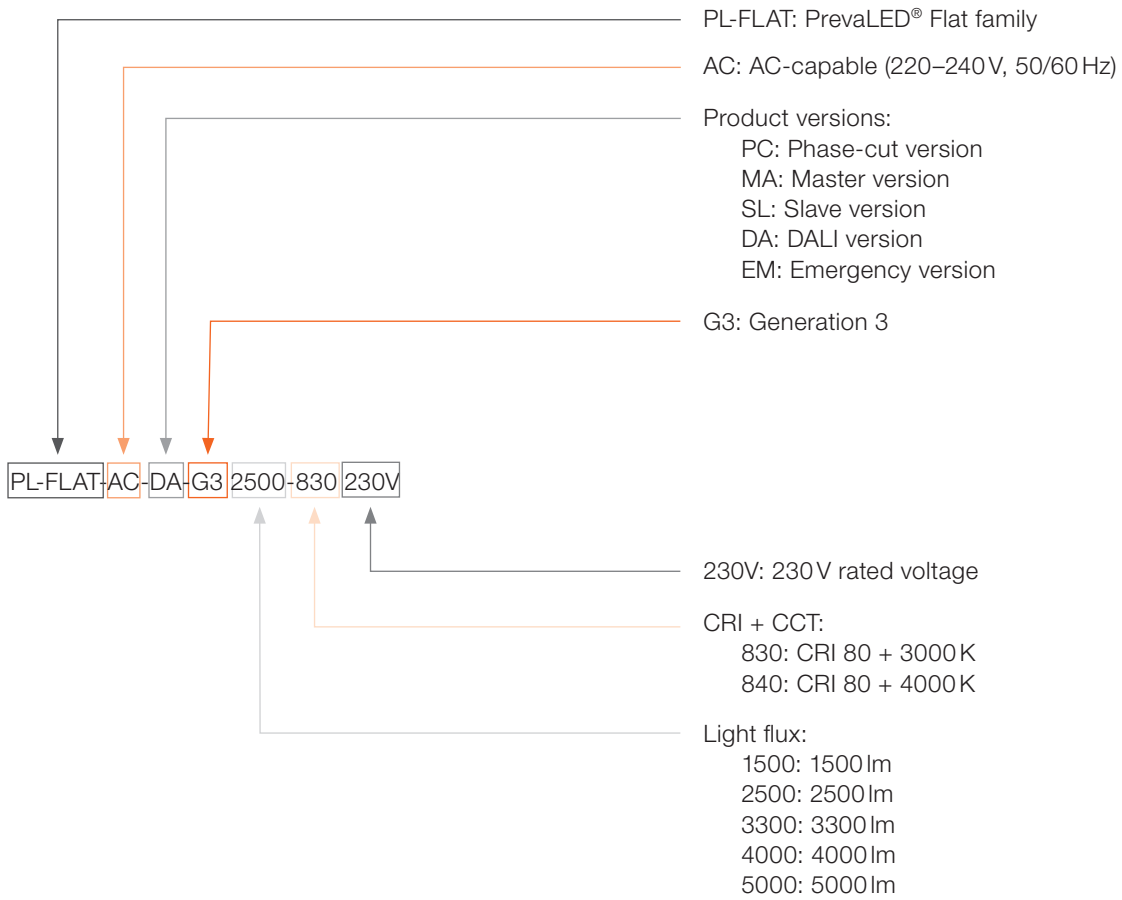 PL-FLAT: PrevaLED® Flat family
AC: AC-capable (220–240 V, 50/60 Hz)
Product versions:
PC: Phase-cut version
MA: Master version
SL: Slave version
DA: DALI version
EM: Emergency version
G3: Generation 3
PL-FLAT-AC-DA-G3 2500-830 230V
230V: 230 V rated voltage
CRI + CCT:
830: CRI 80 + 3000 K
840: CRI 80 + 4000 K
Light flux:
1500: 1500 lm
2500: 2500 lm
3300: 3300 lm
4000: 4000 lm
5000: 5000 lm